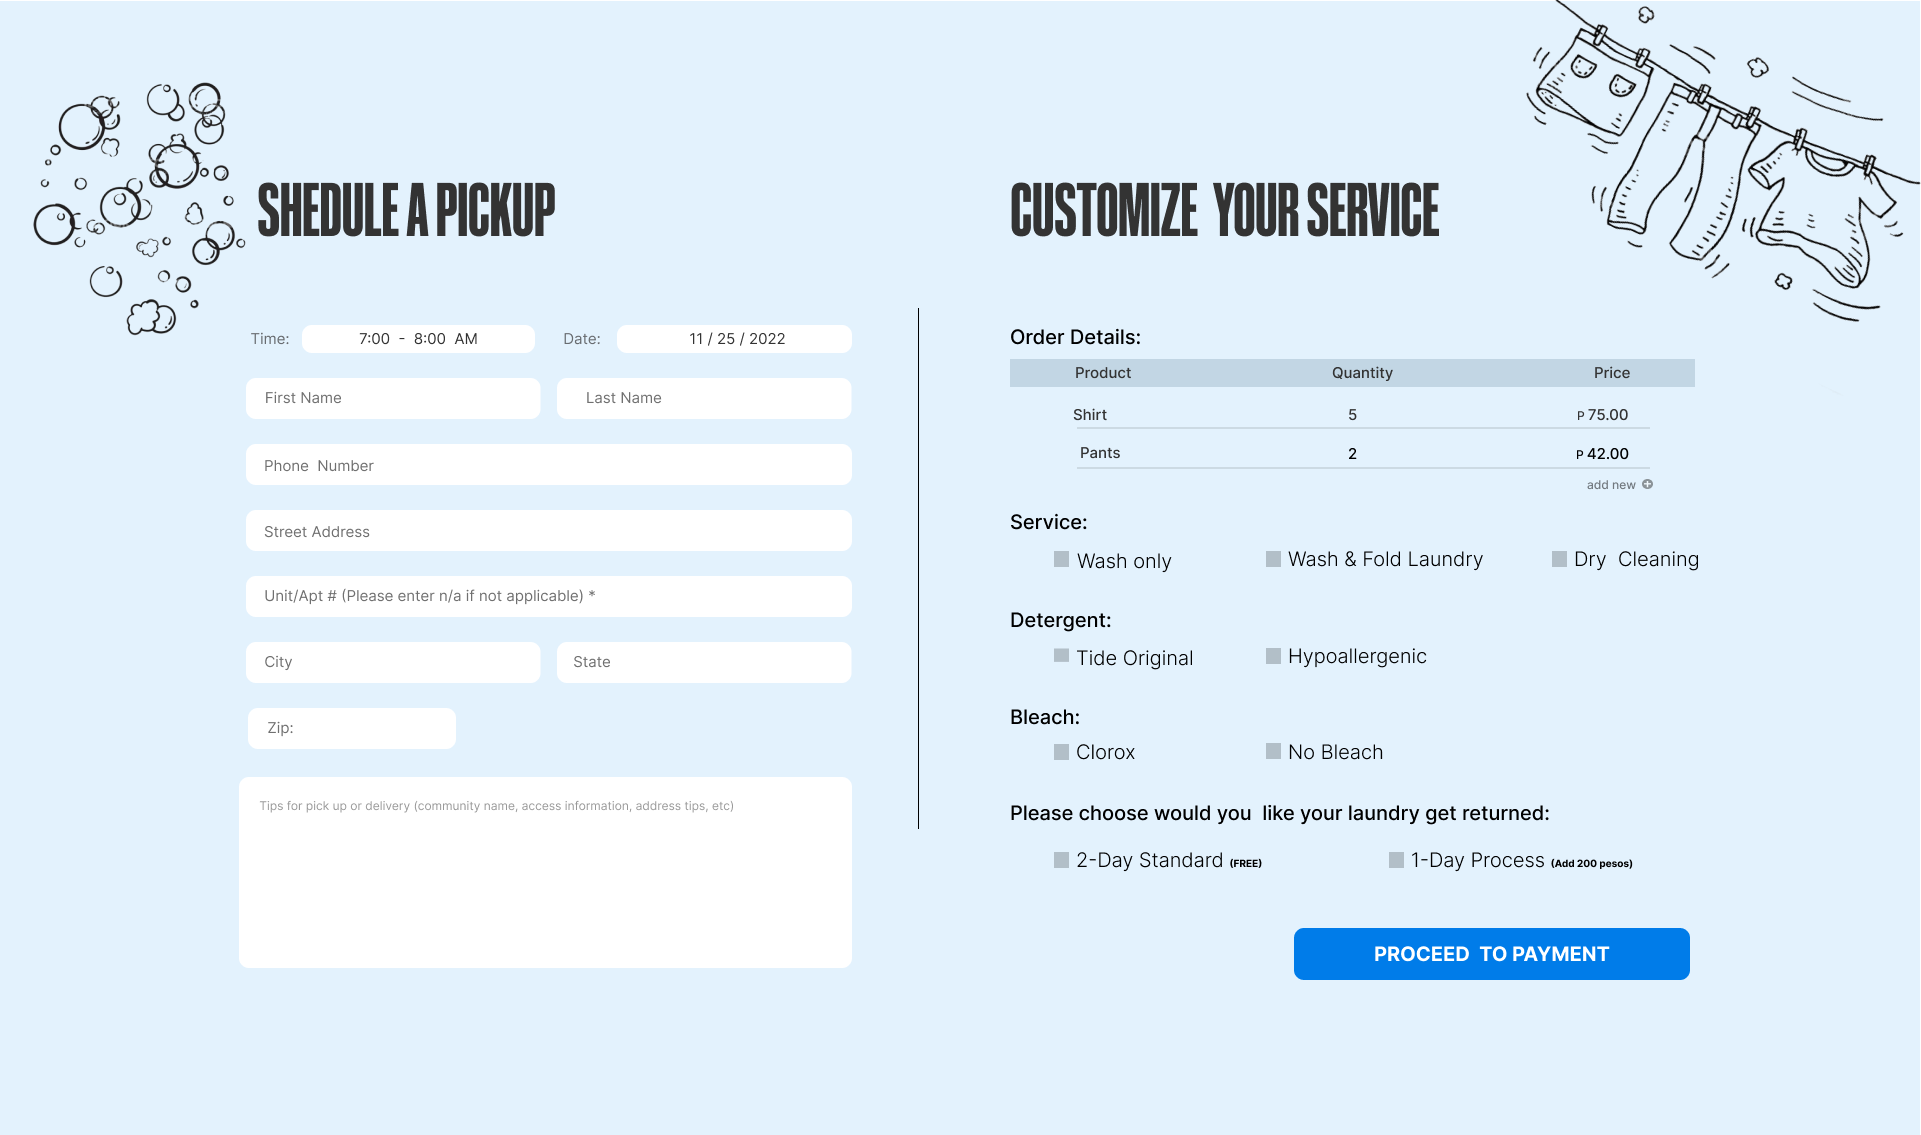 SHEDULE A PICKUP
Time: 7:00 - 8:00 AM Date: 11 / 25 / 2022
First Name Last Name
Phone Number
Street Address
Unit/Apt # (Please enter n/a if not applicable) *
City State
Zip:
Tips for pick up or delivery (community name, access information, address tips, etc)
CUSTOMIZE YOUR SERVICE
Order Details:
Product Quantity Price
Shirt 5 P 75.00
Pants 2 P 42.00
add new
Service:
Wash only Wash & Fold Laundry Dry Cleaning
Detergent:
Tide Original Hypoallergenic
Bleach:
Clorox No Bleach
Please choose would you like your laundry get returned:
2-Day Standard (FREE) 1-Day Process (Add 200 pesos)
PROCEED TO PAYMENT